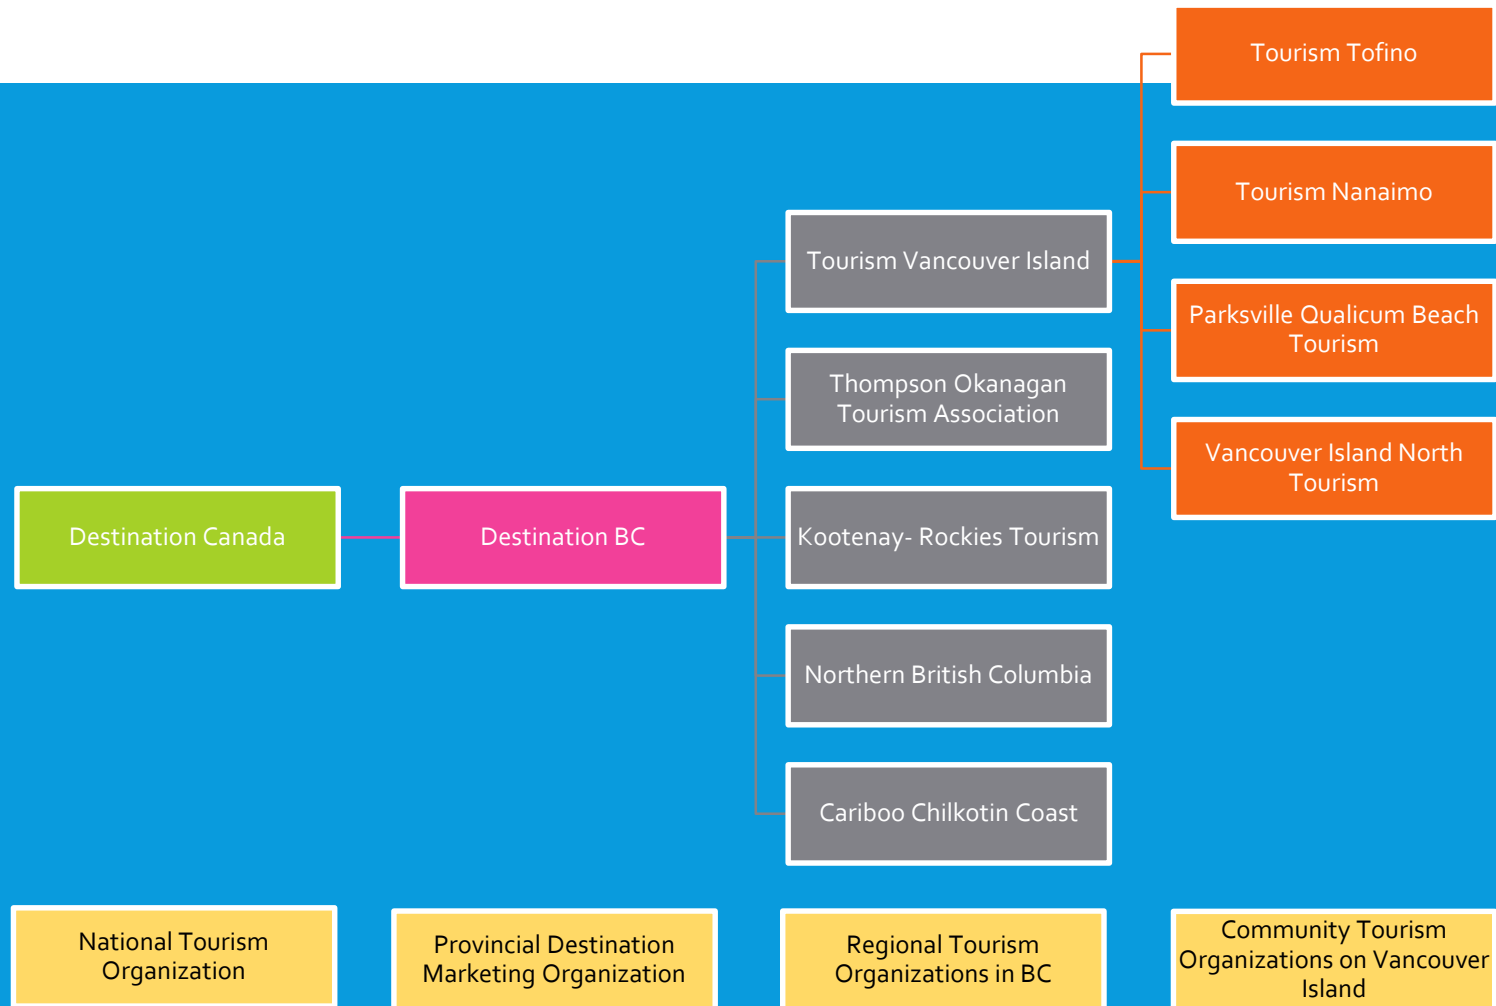 Tourism Tofino
Tourism Nanaimo
Tourism Vancouver Island
Parksville Qualicum Beach
Tourism
Thompson Okanagan
Tourism Association
Vancouver Island North
Tourism
Destination Canada
Destination BC
Kootenay- Rockies Tourism
Northern British Columbia
Cariboo Chilkotin Coast
National Tourism
Organization
Provincial Destination
Marketing Organization
Regional Tourism
Organizations in BC
Community Tourism
Organizations on Vancouver
Island